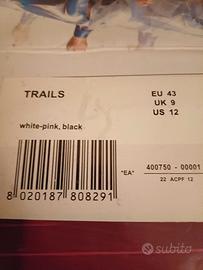 TRAILS
EU 43
UK 9
US 12
white-pink, black
"EA"
400750 - 00001
22 ACPF 12
8 020187 808291
subito